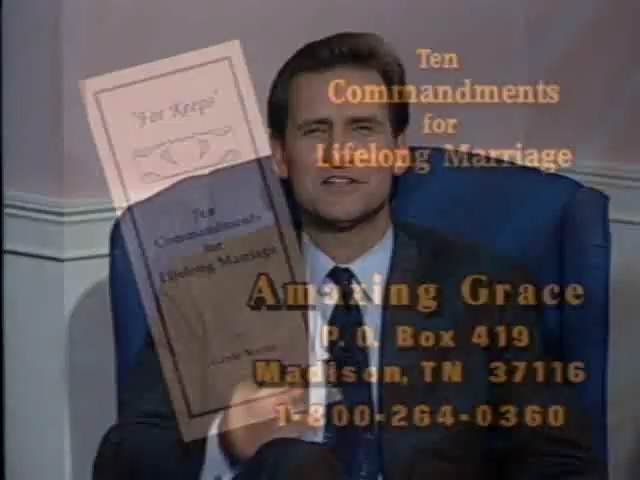 "For Keeps"
Ten
Commandments
for
Lifelong Marriage
Ten
Commandments
for
Lifelong Marriage
Amazing Grace
P. O. Box 419
Madison, TN 37116
1-800-264-0360